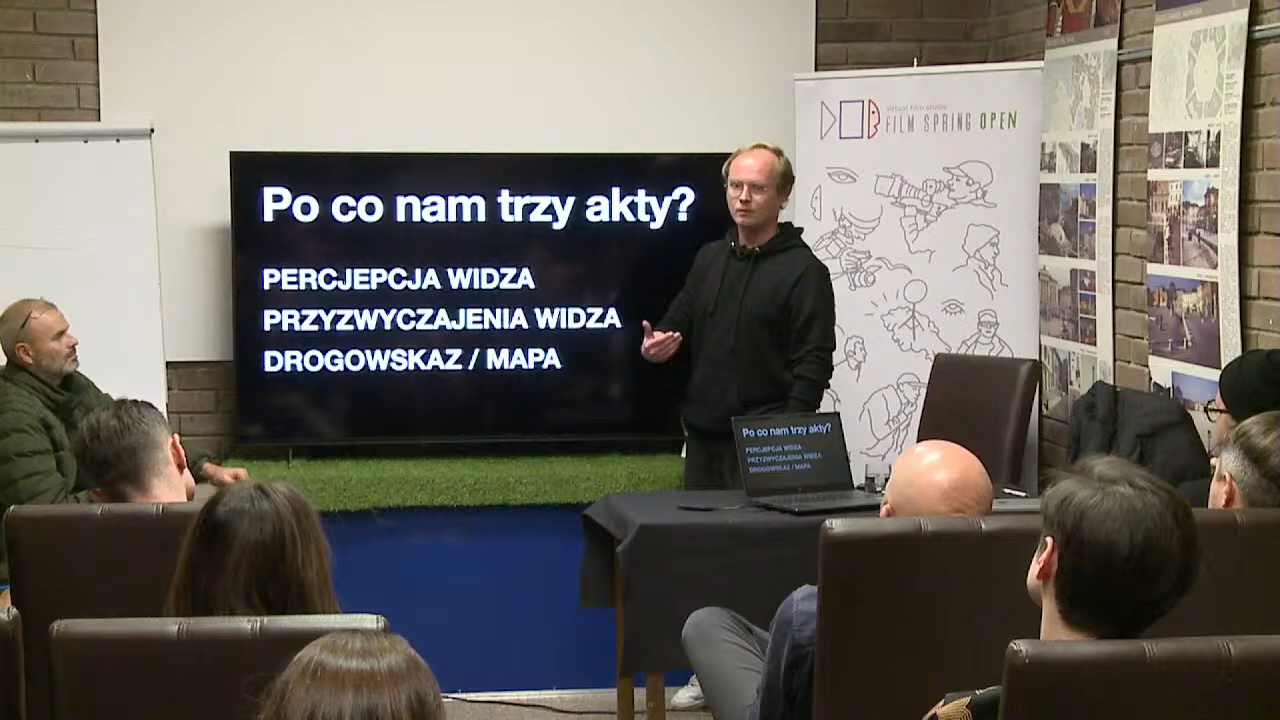 Po co nam trzy akty?
PERCJEPCJA WIDZA
PRZYZWYCZAJENIA WIDZA
DROGOWSKAZ / MAPA
virtual film studio
FILM SPRING OPEN
Po co nam trzy akty?
PERCJEPCJA WIDZA
PRZYZWYCZAJENIA WIDZA
DROGOWSKAZ / MAPA